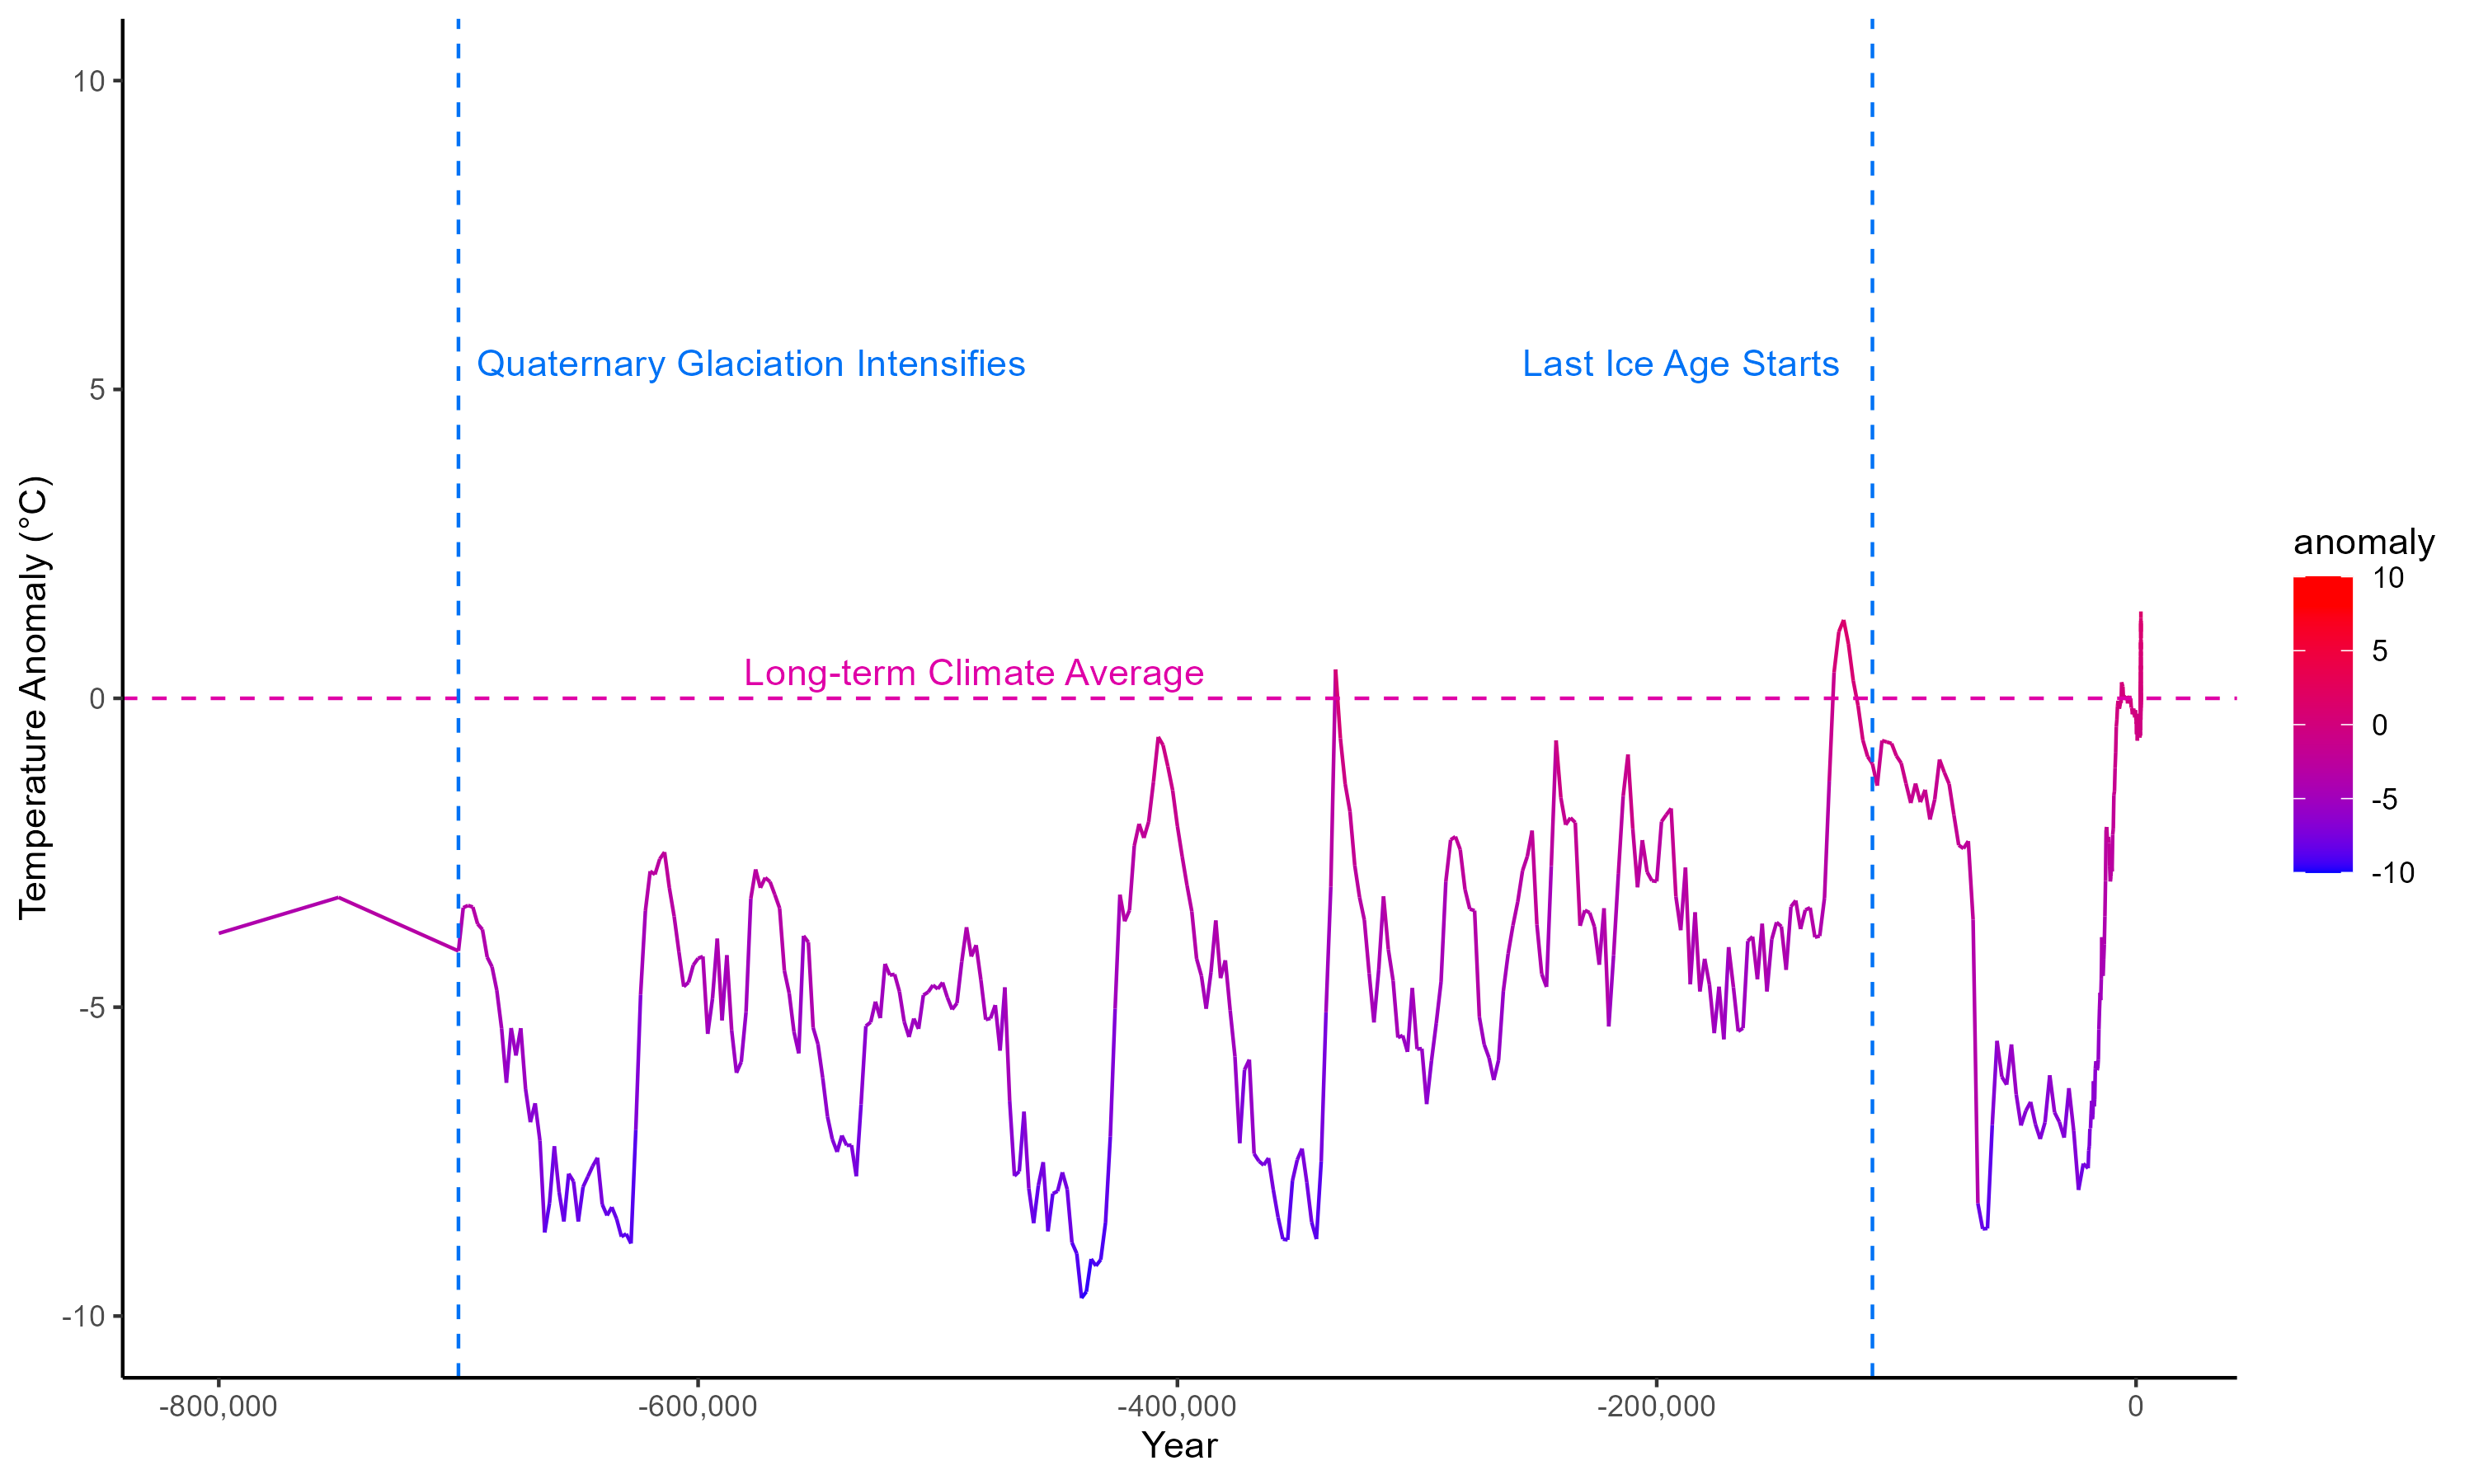 10
5
0
-5
-10
Temperature Anomaly (°C)
Quaternary Glaciation Intensifies
Last Ice Age Starts
Long-term Climate Average
-800,000
-600,000
-400,000
-200,000
0
Year
anomaly
10
5
0
-5
-10